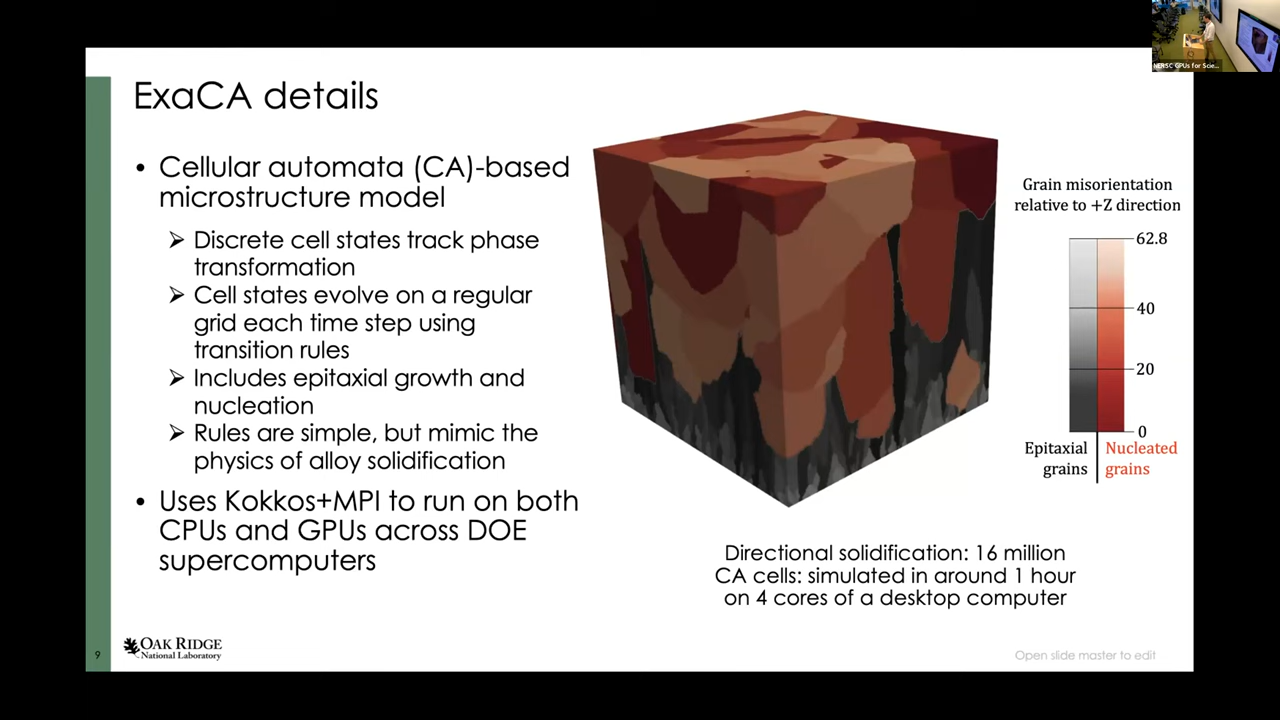 NERSC GPUs for Scie...
ExaCA details
• Cellular automata (CA)-based
microstructure model
➢ Discrete cell states track phase
transformation
➢ Cell states evolve on a regular
grid each time step using
transition rules
➢ Includes epitaxial growth and
nucleation
➢ Rules are simple, but mimic the
physics of alloy solidification
• Uses Kokkos+MPI to run on both
CPUs and GPUs across DOE
supercomputers
Grain misorientation
relative to +Z direction
62.8
40
20
0
Epitaxial
grains
Nucleated
grains
Directional solidification: 16 million
CA cells: simulated in around 1 hour
on 4 cores of a desktop computer
9
OAK RIDGE
National Laboratory
Open slide master to edit